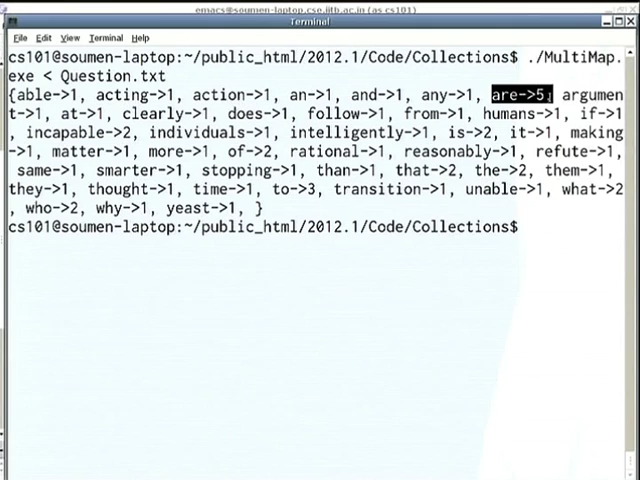 emacs@soumen-laptop.cse.iitb.ac.in (as cs101)
Terminal
File Edit View Terminal Help
cs101@soumen-laptop:~/public_html/2012.1/Code/Collections$ ./MultiMap.
exe < Question.txt
{able->1, acting->1, action->1, an->1, and->1, any->1, are->5, argumen
t->1, at->1, clearly->1, does->1, follow->1, from->1, humans->1, if->1
, incapable->2, individuals->1, intelligently->1, is->2, it->1, making
->1, matter->1, more->1, of->2, rational->1, reasonably->1, refute->1,
same->1, smarter->1, stopping->1, than->1, that->2, the->2, them->1,
they->1, thought->1, time->1, to->3, transition->1, unable->1, what->2
, who->2, why->1, yeast->1, }
cs101@soumen-laptop:~/public_html/2012.1/Code/Collections$